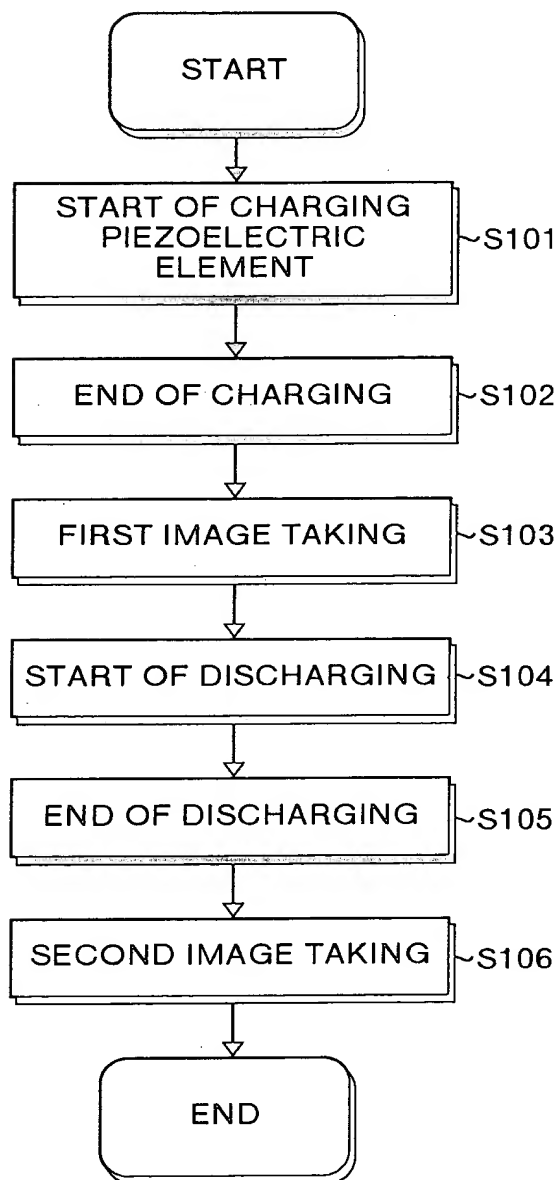 START
START OF CHARGING
PIEZOELECTRIC
ELEMENT
S101
END OF CHARGING
S102
FIRST IMAGE TAKING
S103
START OF DISCHARGING
S104
END OF DISCHARGING
S105
SECOND IMAGE TAKING
S106
END